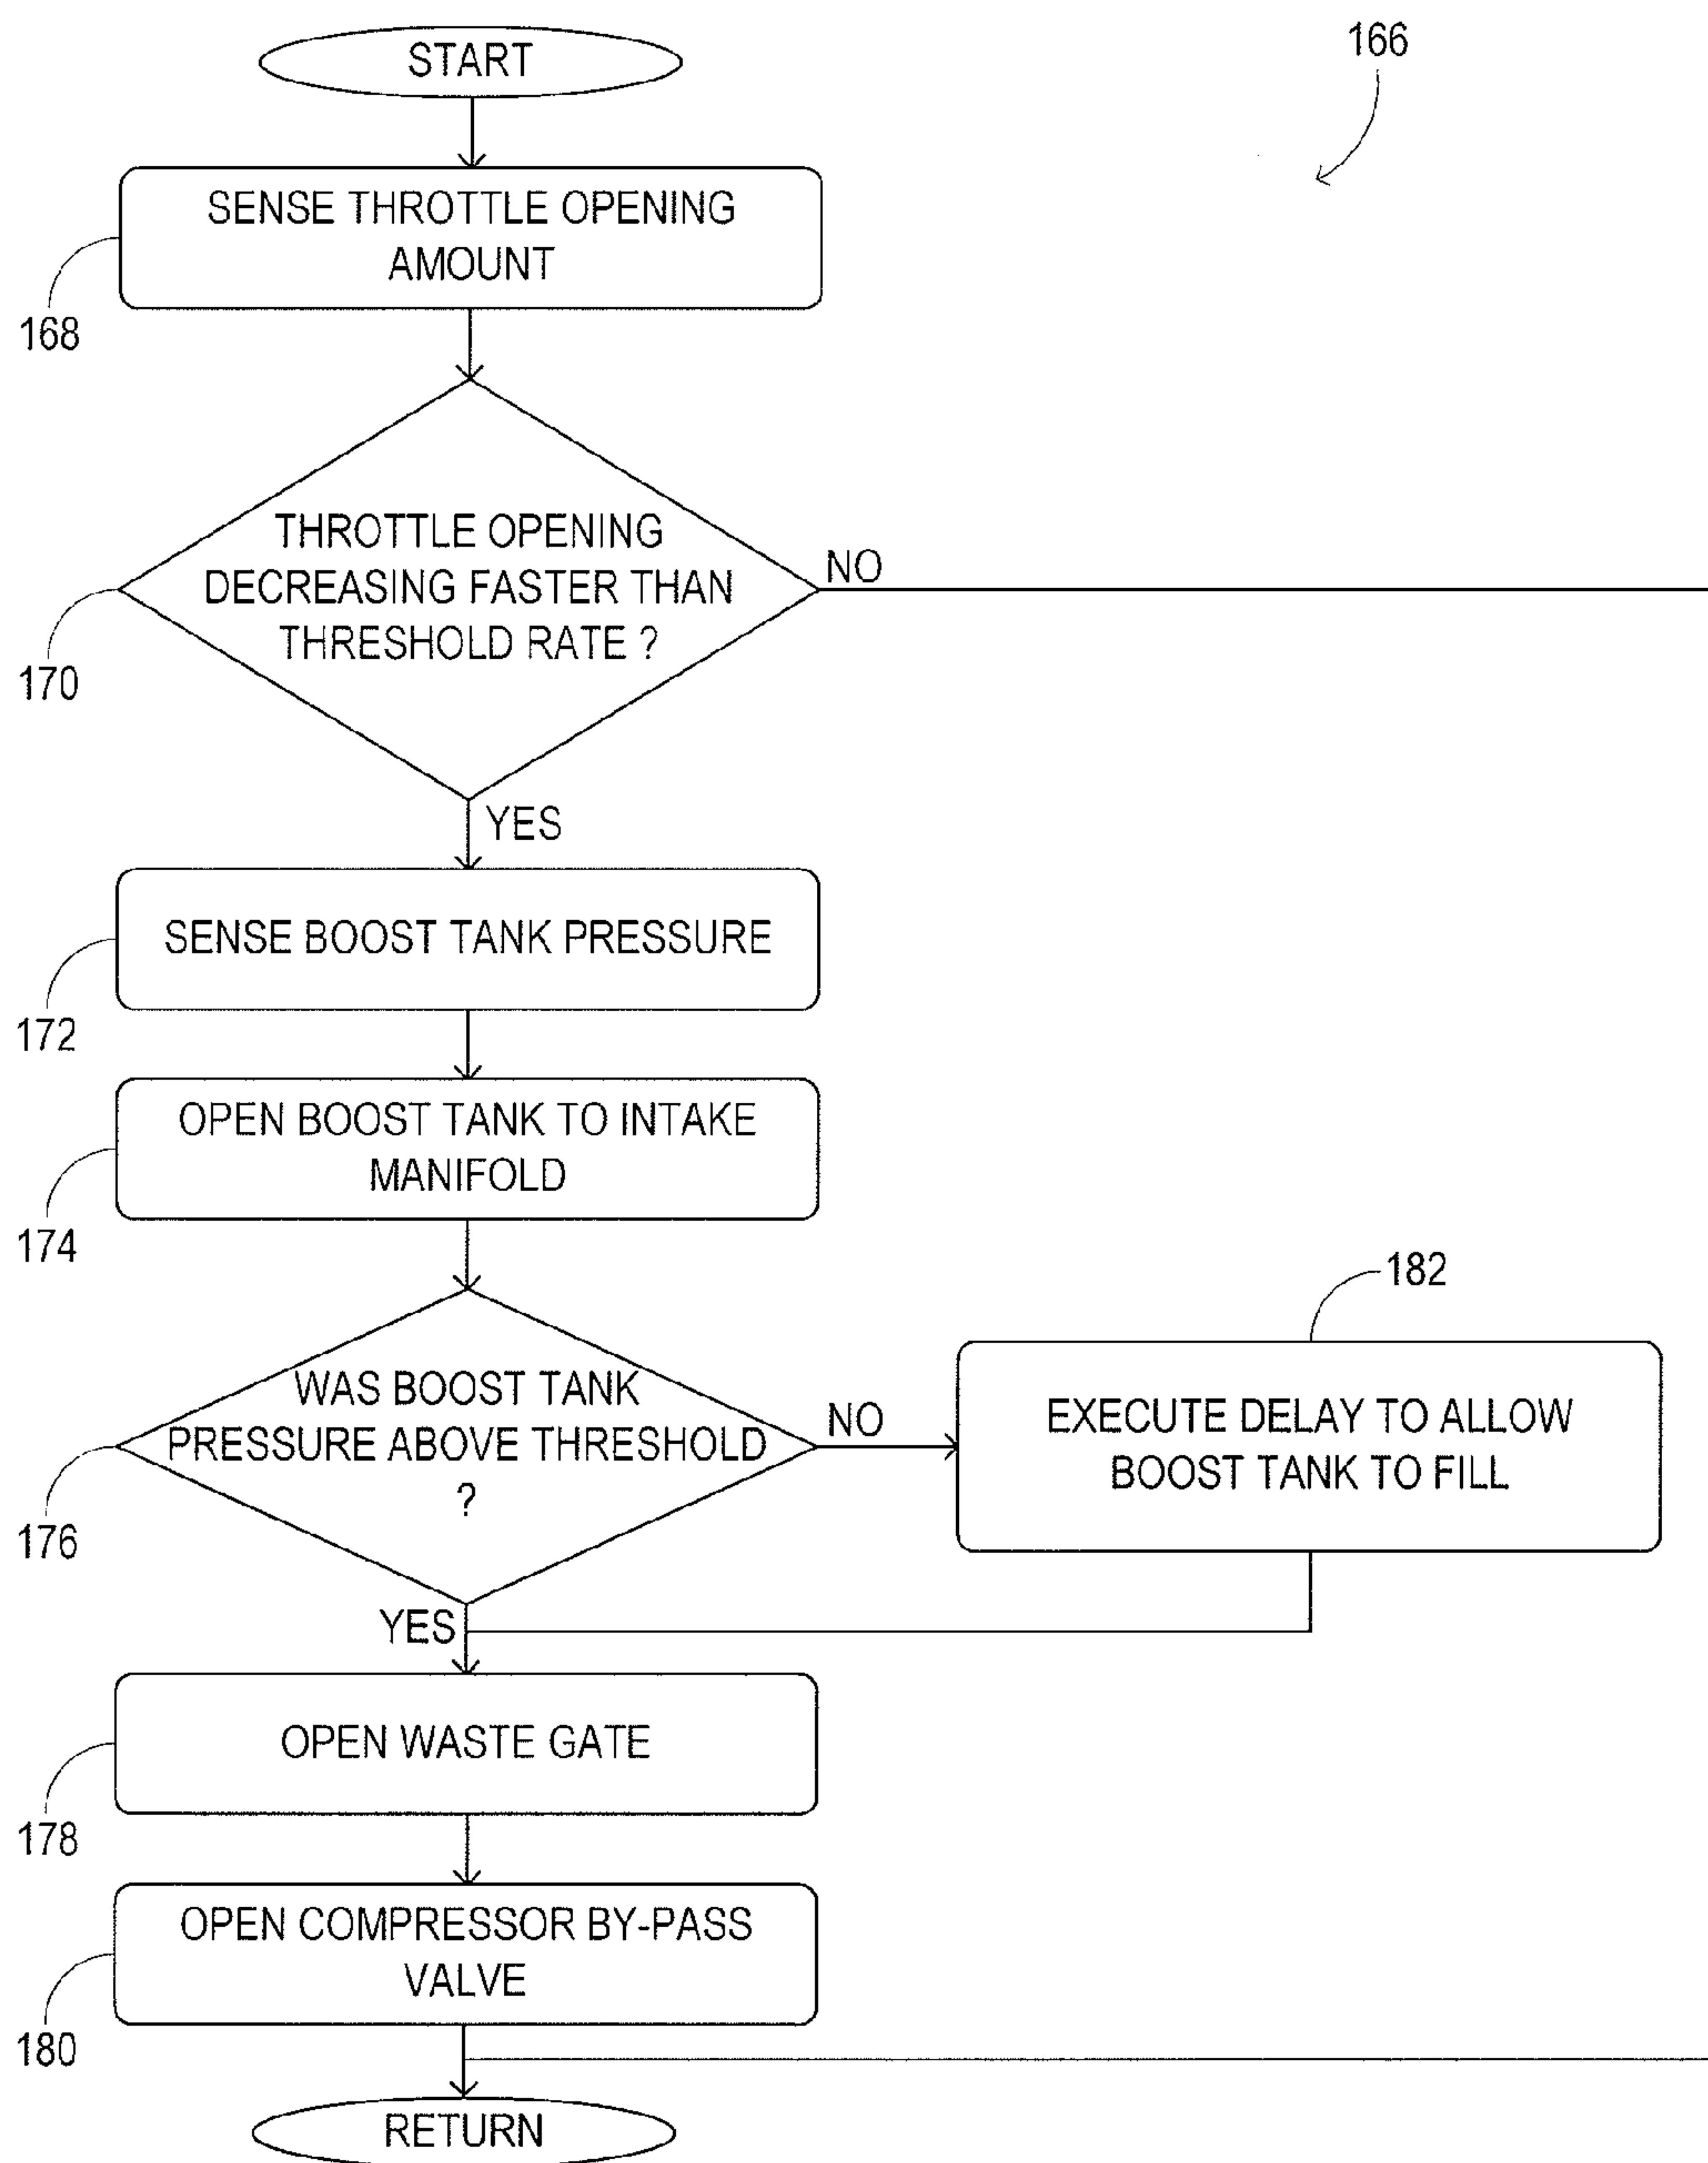 START
166
SENSE THROTTLE OPENING
AMOUNT
168
THROTTLE OPENING
DECREASING FASTER THAN
THRESHOLD RATE ?
NO
170
YES
SENSE BOOST TANK PRESSURE
172
OPEN BOOST TANK TO INTAKE
MANIFOLD
174
182
WAS BOOST TANK
PRESSURE ABOVE THRESHOLD
?
NO
EXECUTE DELAY TO ALLOW
BOOST TANK TO FILL
176
YES
OPEN WASTE GATE
178
OPEN COMPRESSOR BY-PASS
VALVE
180
RETURN